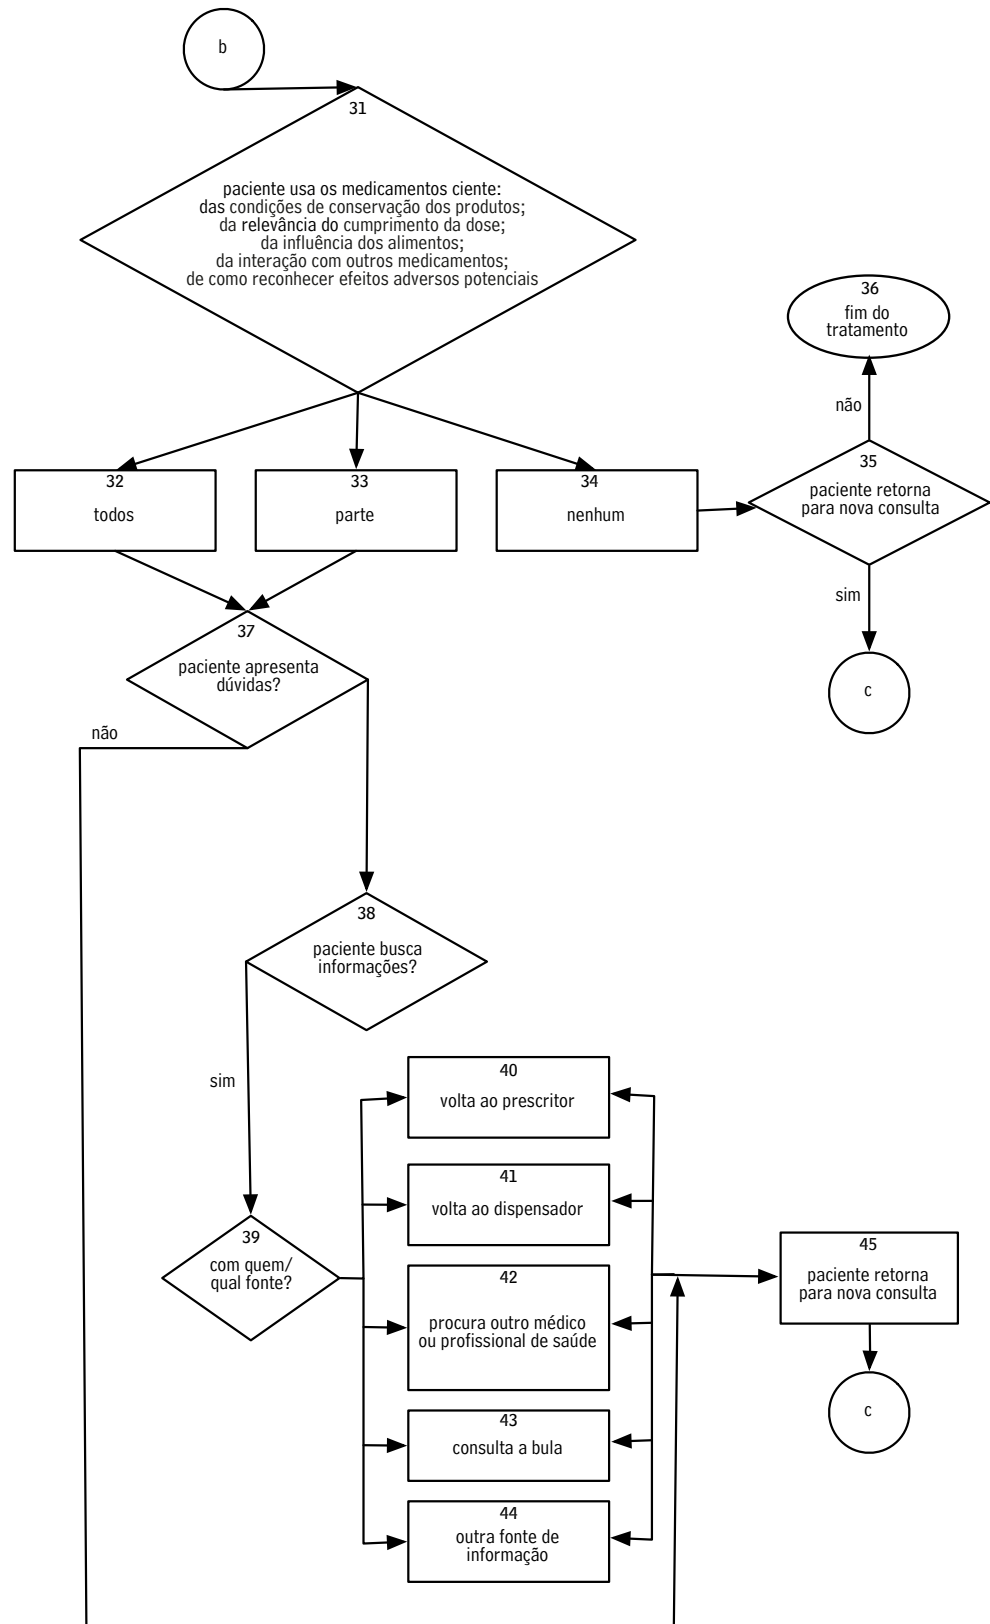 b
31
paciente usa os medicamentos ciente:
das condições de conservação dos produtos;
da relevância do cumprimento da dose;
da influência dos alimentos;
da interação com outros medicamentos;
de como reconhecer efeitos adversos potenciais
36
fim do
tratamento
não
35
paciente retorna
para nova consulta
sim
c
32
todos
33
parte
34
nenhum
37
paciente apresenta
dúvidas?
não
38
paciente busca
informações?
sim
39
com quem/
qual fonte?
40
volta ao prescritor
41
volta ao dispensador
42
procura outro médico
ou profissional de saúde
43
consulta a bula
44
outra fonte de
informação
45
paciente retorna
para nova consulta
c